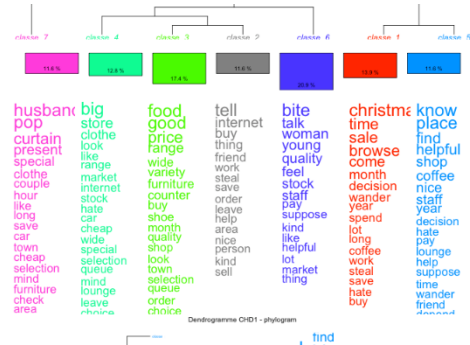 classe 7
classe 4
classe 3
classe 2
classe 6
classe 1
classe 5
11.6 %
12.8 %
17.4 %
11.6 %
11.6 %
husband
pop
curtain
present
special
clothe
couple
hour
like
long
save
car
town
cheap
selection
mind
furniture
check
area
big
store
clothe
look
like
range
market
internet
stock
hate
car
cheap
wide
special
selection
queue
mind
lounge
leave
choice
food
good
price
range
wide
variety
furniture
counter
buy
shoe
month
quality
shop
look
town
selection
queue
order
choice
tell
internet
buy
thing
friend
work
steal
save
order
leave
help
area
nice
person
kind
sell
bite
talk
woman
young
quality
feel
stock
staff
pay
suppose
kind
like
helpful
lot
market
thing
christma
time
sale
browse
come
month
decision
wander
year
spend
lot
long
coffee
work
steal
save
hate
buy
know
place
find
helpful
shop
coffee
nice
staff
year
decision
hate
pay
lounge
help
suppose
time
wander
friend
depend
Dendrogramme CHD1 - phylogram
find